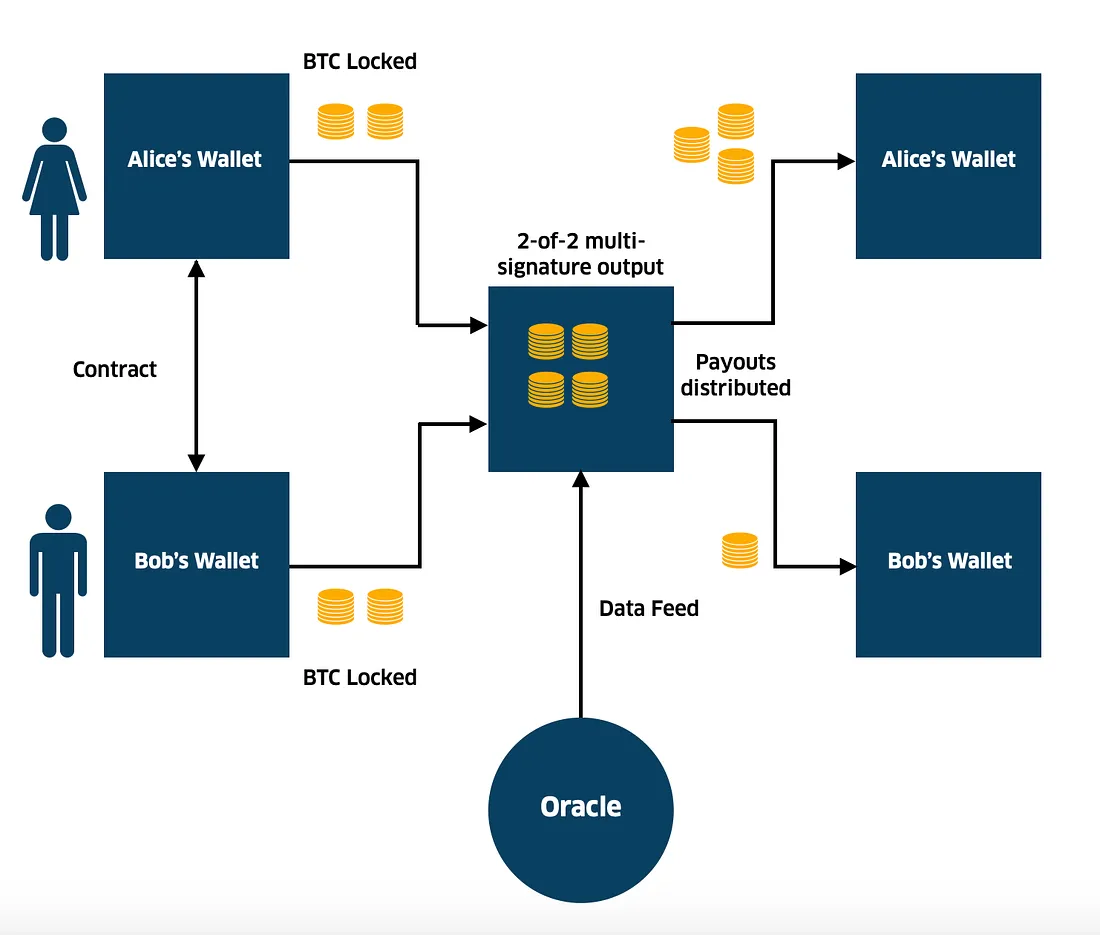 BTC Locked
Alice’s Wallet
Alice’s Wallet
2-of-2 multi-
signature output
Contract
Payouts
distributed
Bob’s Wallet
Bob’s Wallet
Data Feed
BTC Locked
Oracle